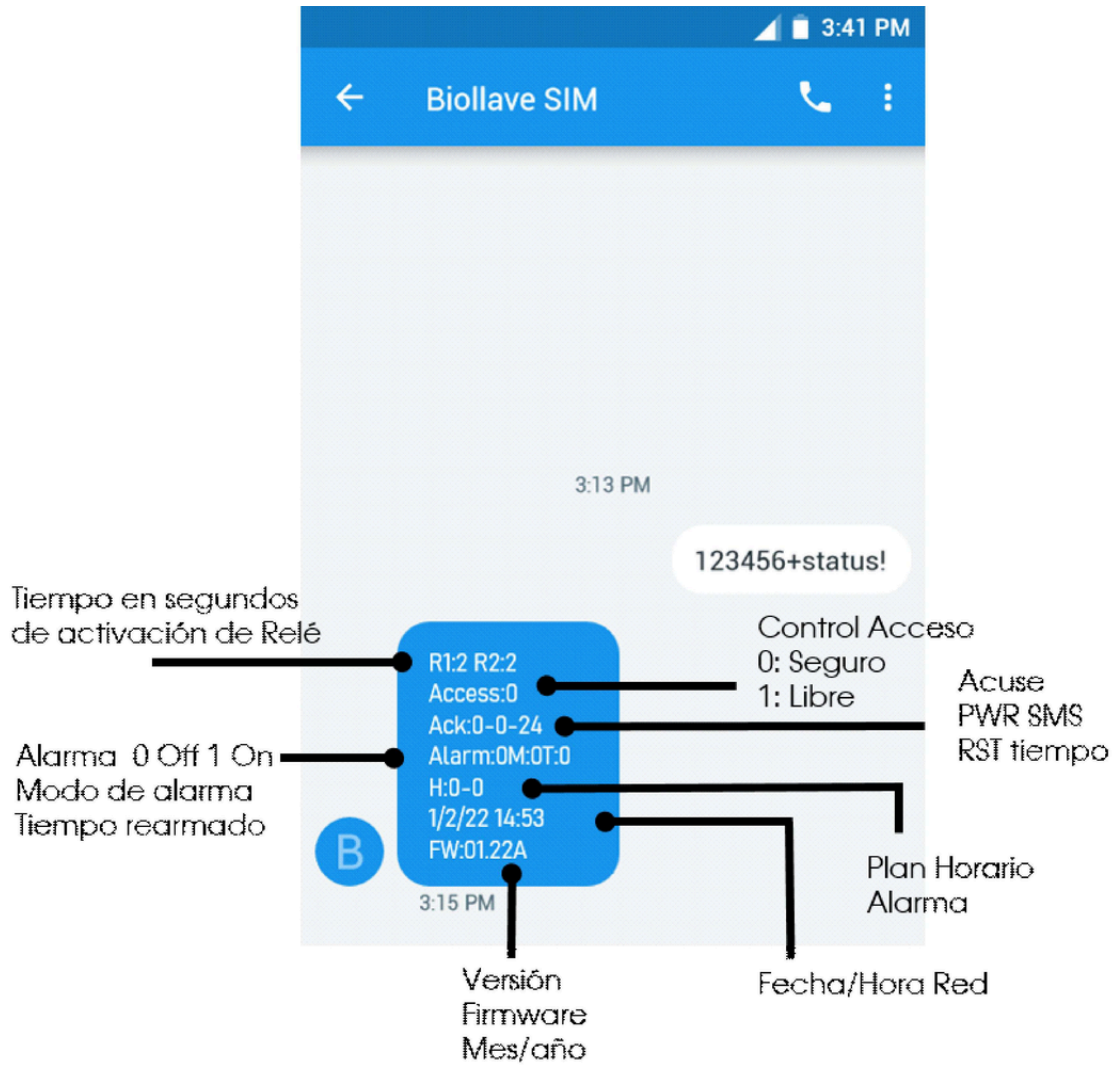 3:41 PM
Biollave SIM
3:13 PM
123456+status!
Tiempo en segundos
de activación de Relé
R1:2 R2:2
Access:0
Ack:0-0-24
Alarm:0M:0T:0
H:0-0
1/2/22 14:53
FW:01.22A
B
3:15 PM
Control Acceso
0: Seguro
1: Libre
Acuse
PWR SMS
RST tiempo
Alarma 0 Off 1 On
Modo de alarma
Tiempo rearmado
Plan Horario
Alarma
Fecha/Hora Red
Versión
Firmware
Mes/año